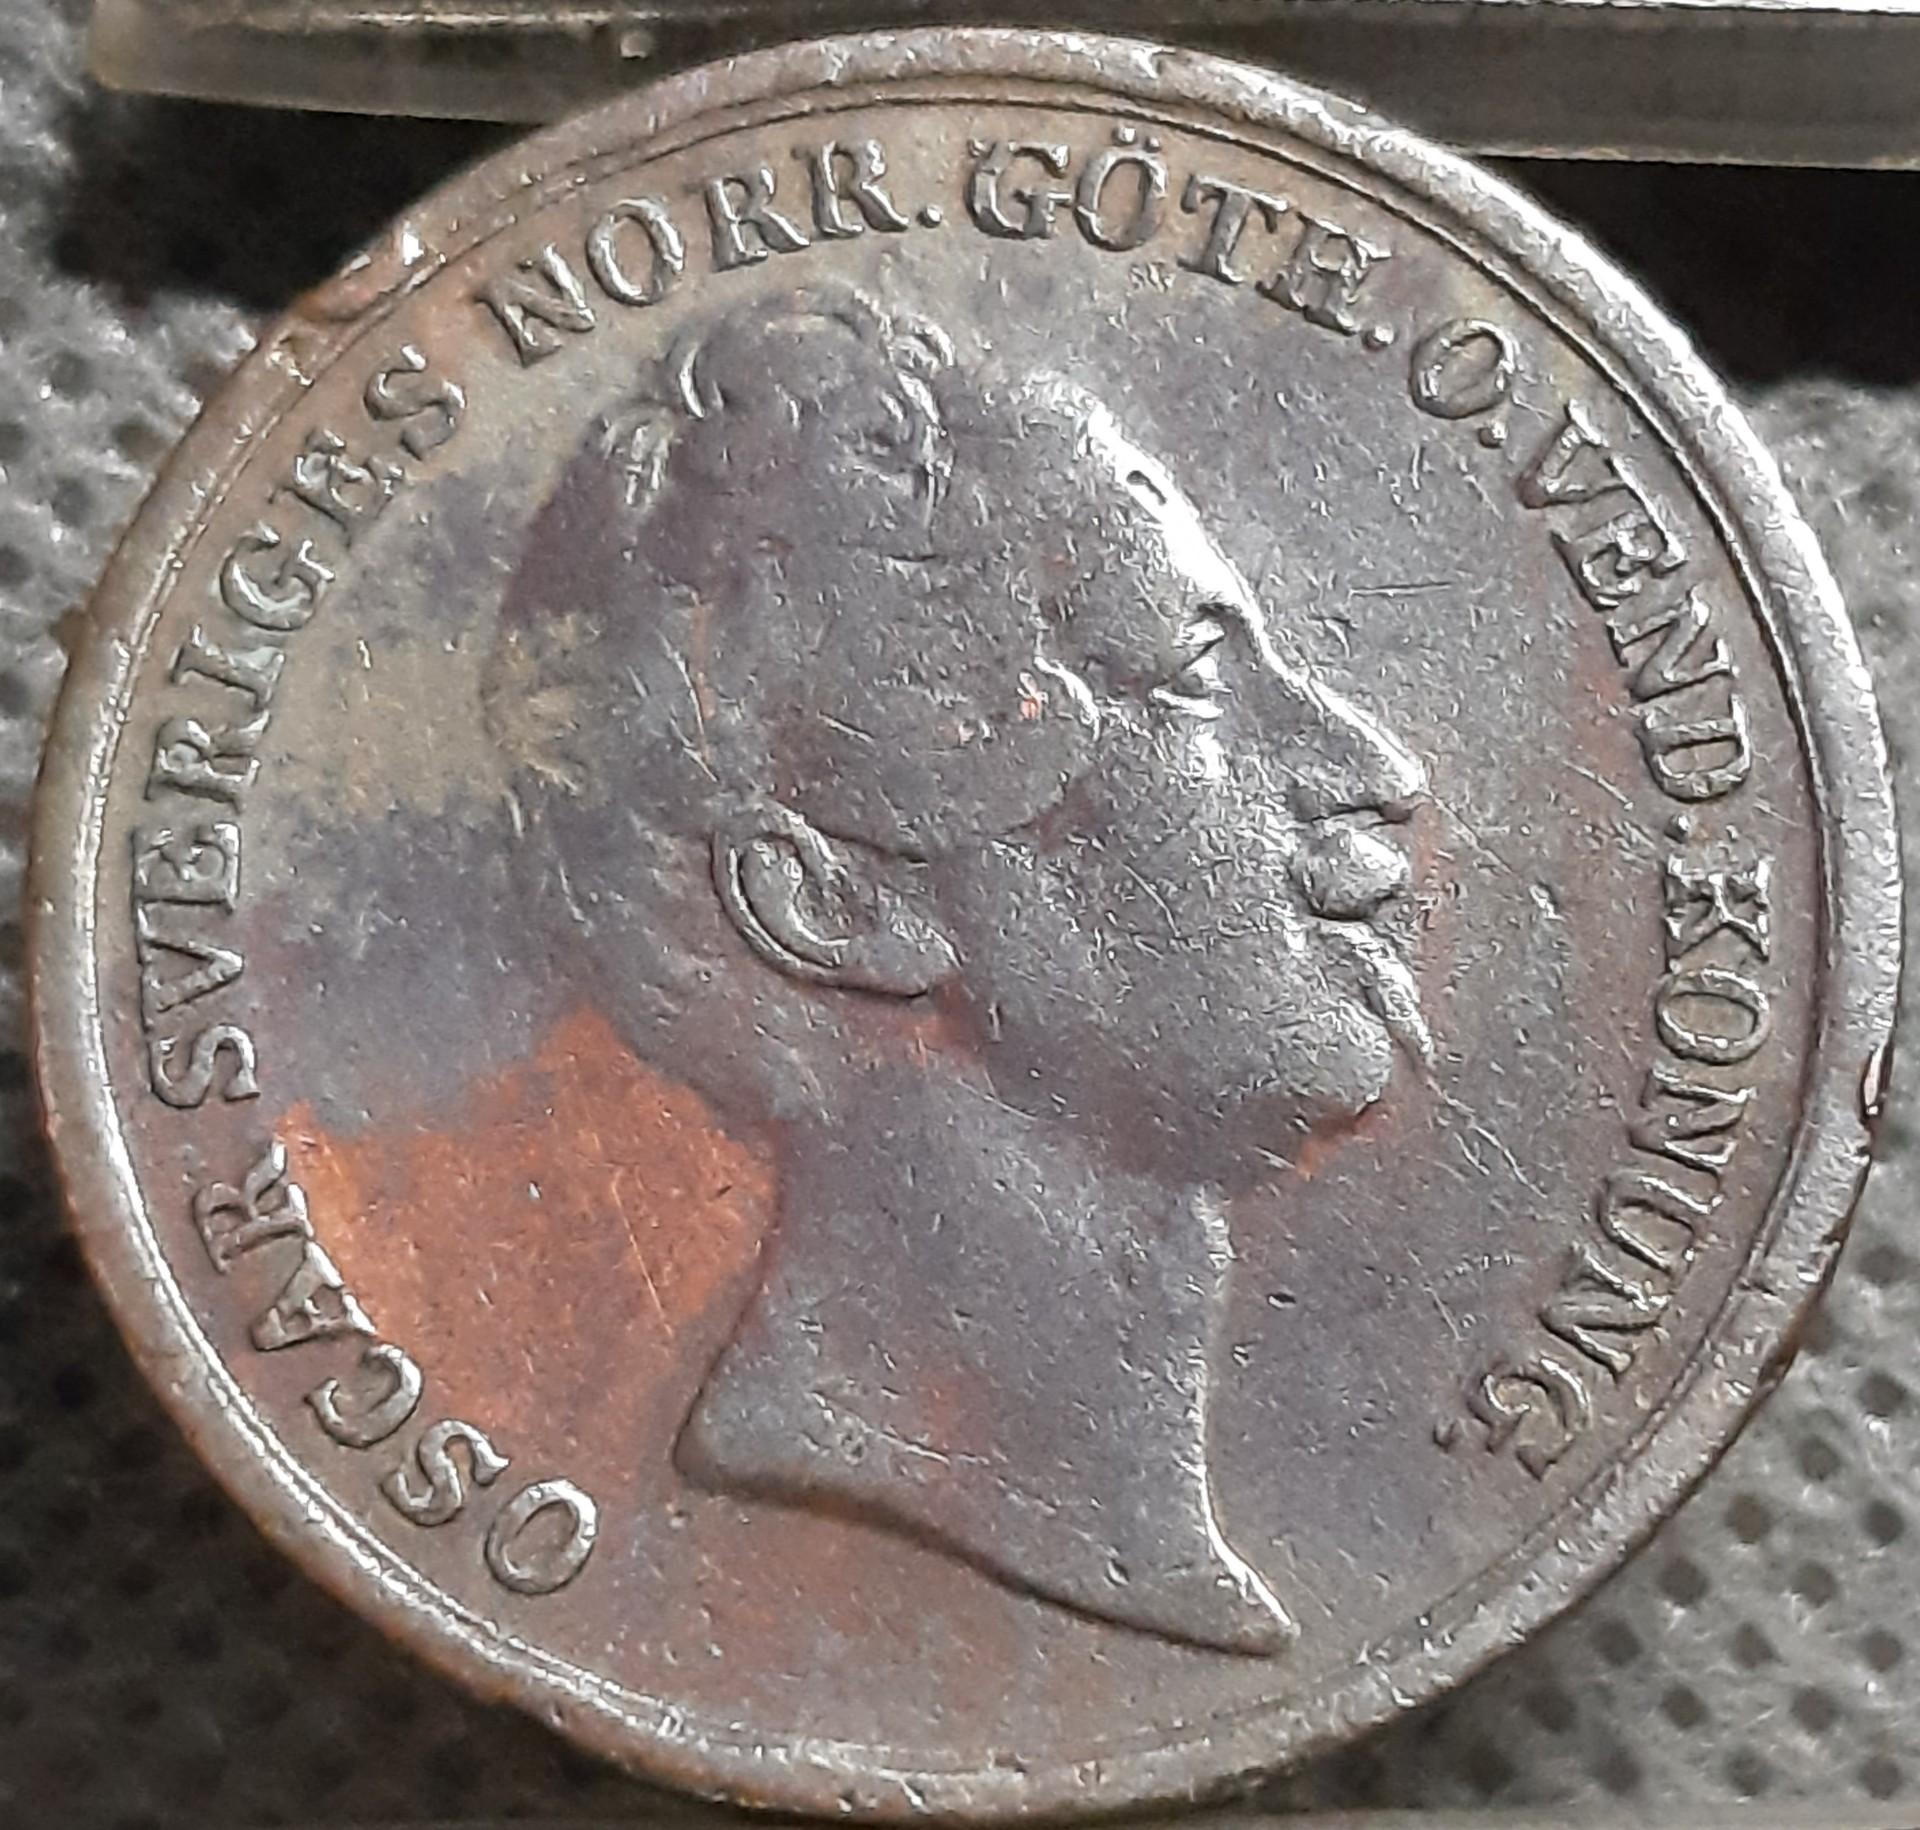 OSCAR SVERIGES NORR. GÖTH. O. VEND. KONUNG.